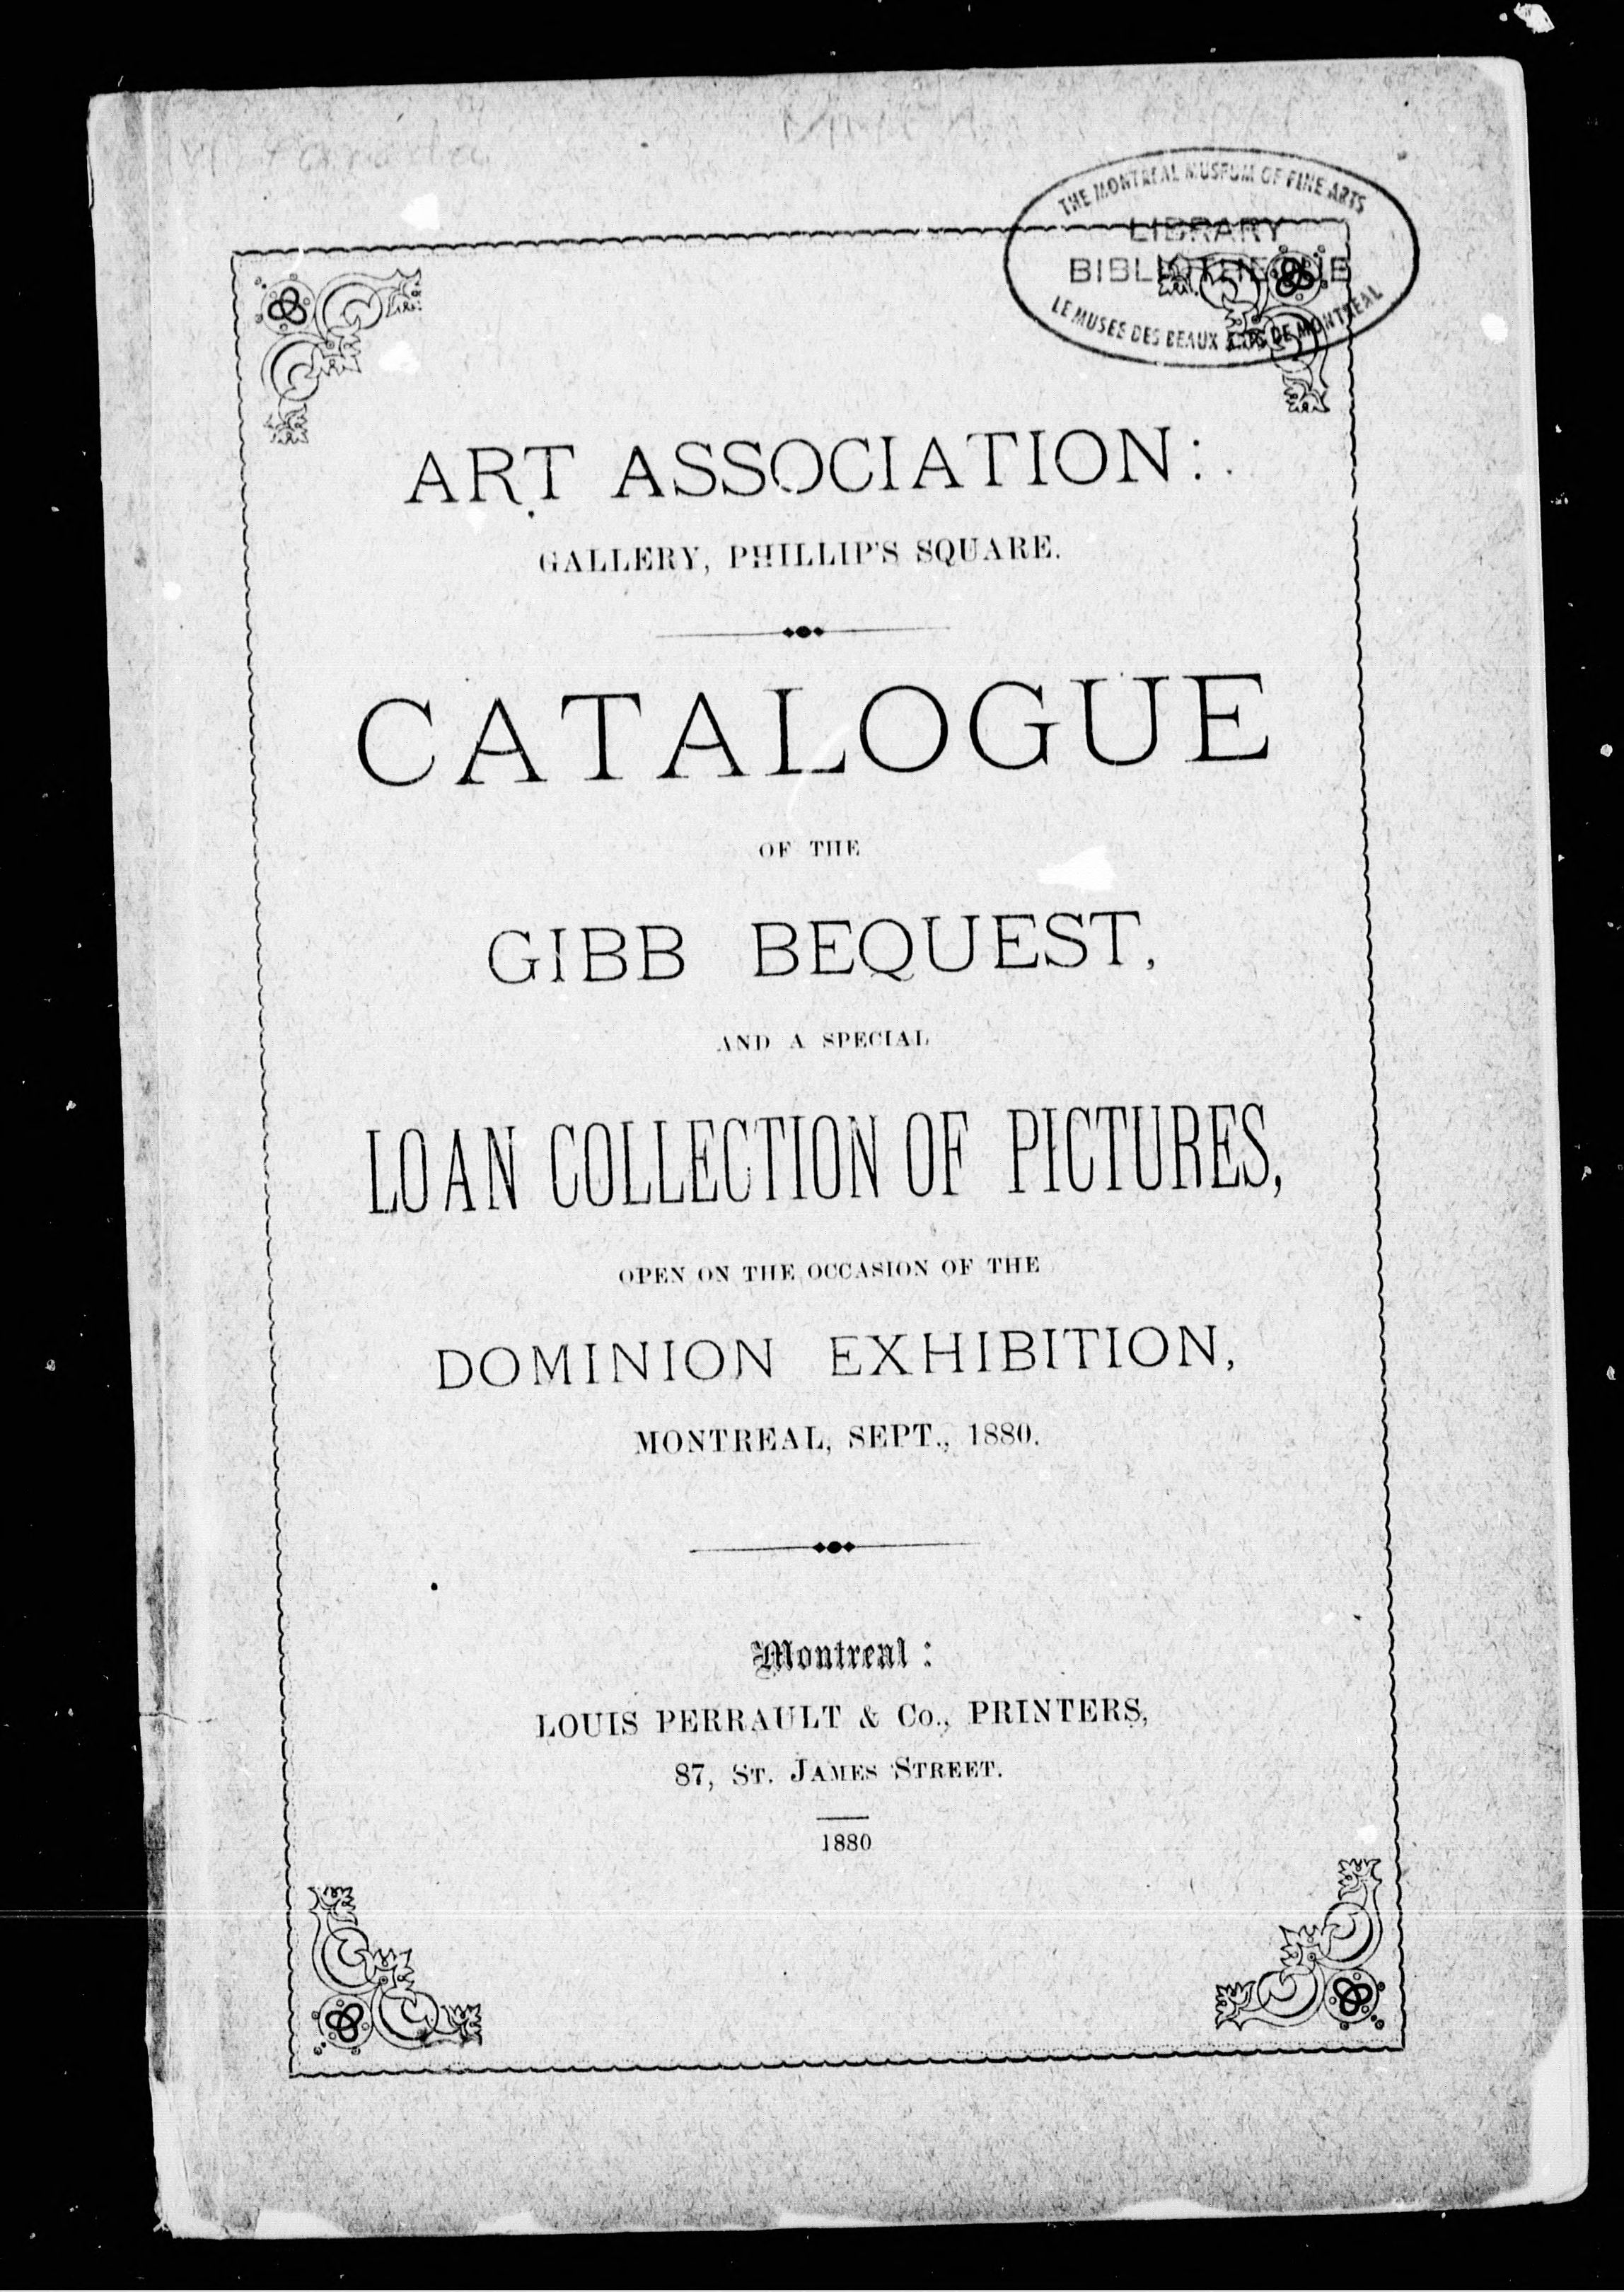 THE MONTREAL MUSEUM OF FINE ARTS
LIBRARY
BIBLIOTHEQUE
LE MUSEE DES BEAUX ARTS DE MONTREAL
ART ASSOCIATION:
GALLERY, PHILLIP'S SQUARE.
CATALOGUE
OF THE
GIBB BEQUEST,
AND A SPECIAL
LOAN COLLECTION OF PICTURES,
OPEN ON THE OCCASION OF THE
DOMINION EXHIBITION,
MONTREAL, SEPT., 1880.
Montreal:
LOUIS PERRAULT & Co., PRINTERS,
87, ST. JAMES STREET.
1880